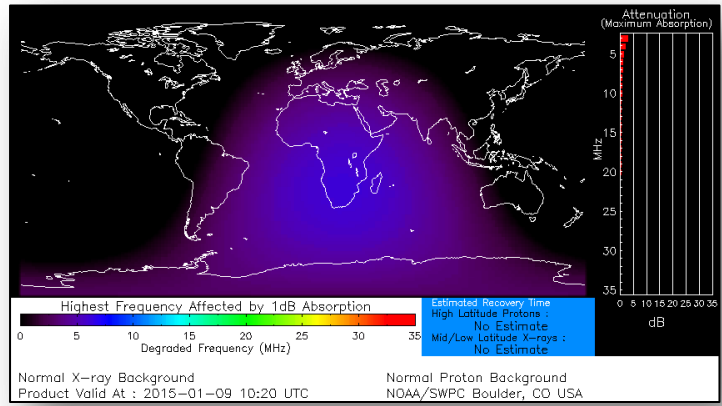 Attenuation
(Maximum Absorption)
5
10
15
20
25
30
35
MHz
0 5 10 15 20 25 30 35
dB
Highest Frequency Affected by 1dB Absorption
0 5 10 15 20 25 30 35
Degraded Frequency (MHz)
Estimated Recovery Time
High Latitude Protons :
No Estimate
Mid/Low Latitude X-rays :
No Estimate
Normal X-ray Background
Product Valid At : 2015-01-09 10:20 UTC
Normal Proton Background
NOAA/SWPC Boulder, CO USA